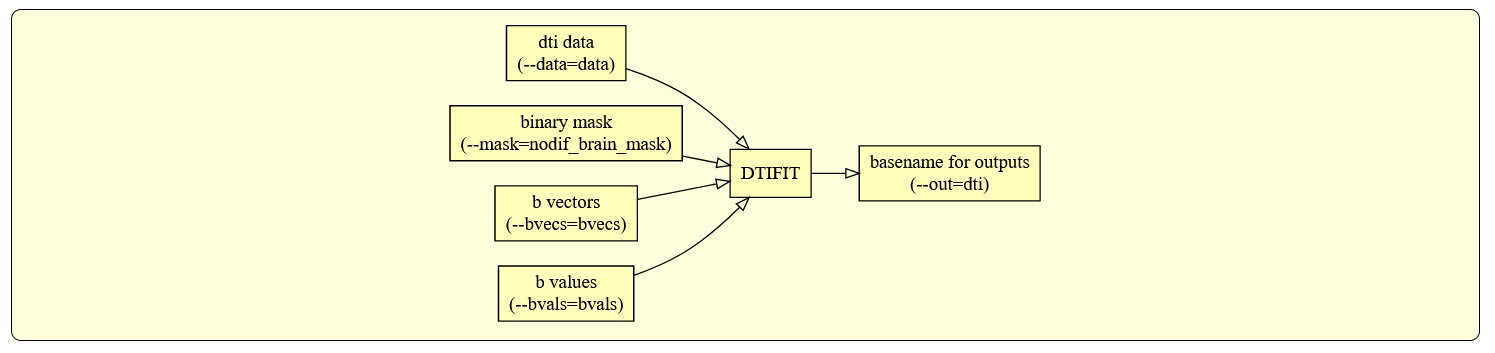 dti data
(--data=data)
binary mask
(--mask=nodif_brain_mask)
b vectors
(--bvecs=bvecs)
b values
(--bvals=bvals)
DTIFIT
basename for outputs
(--out=dti)